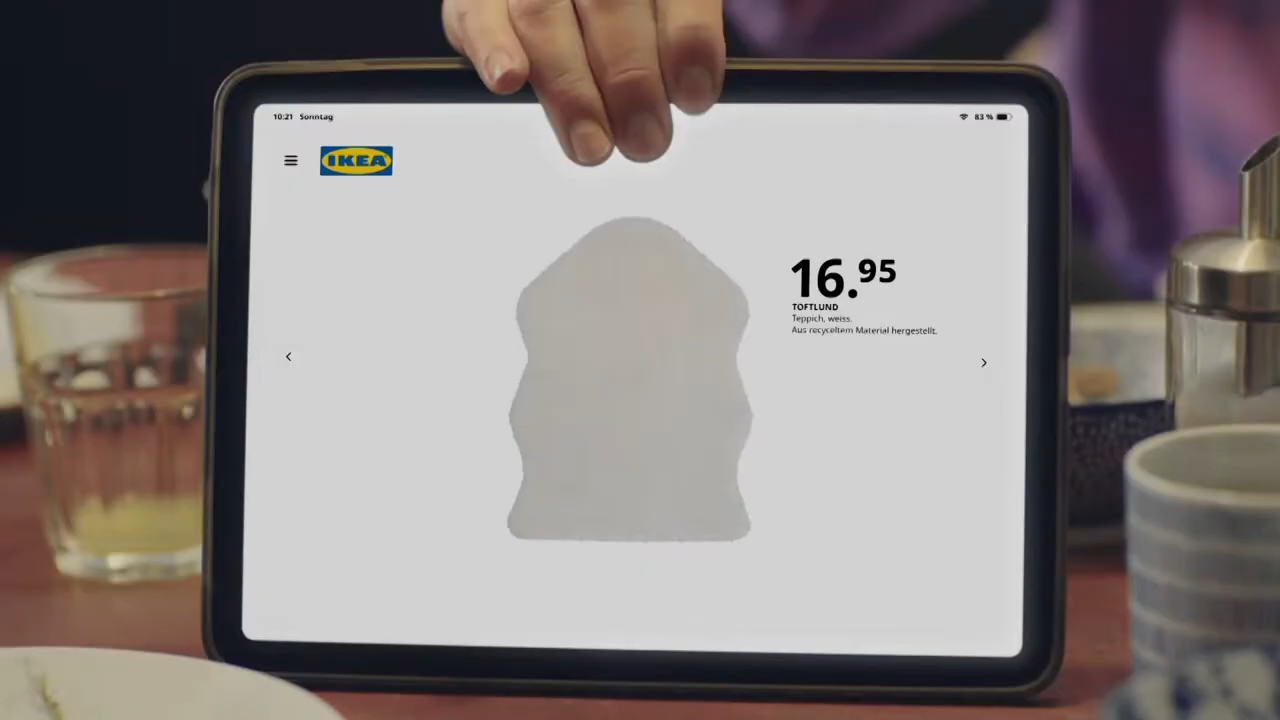 10:21 Sonntag
83 %
IKEA
16.95
TOFTLUND
Teppich, weiss.
Aus recyceltem Material hergestellt.